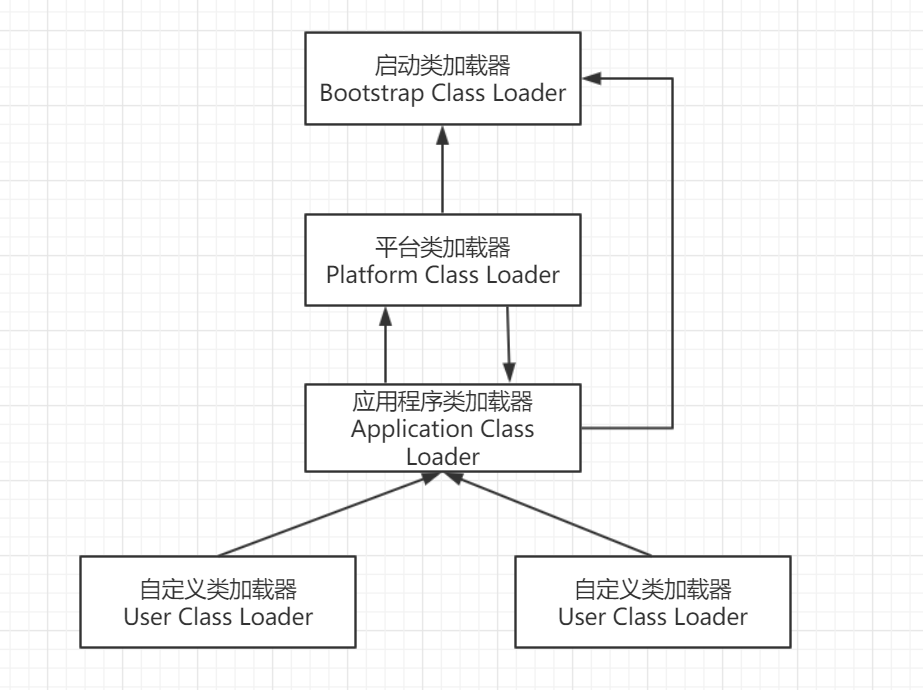 启动类加载器
Bootstrap Class Loader
平台类加载器
Platform Class Loader
应用程序类加载器
Application Class
Loader
自定义类加载器
User Class Loader
自定义类加载器
User Class Loader